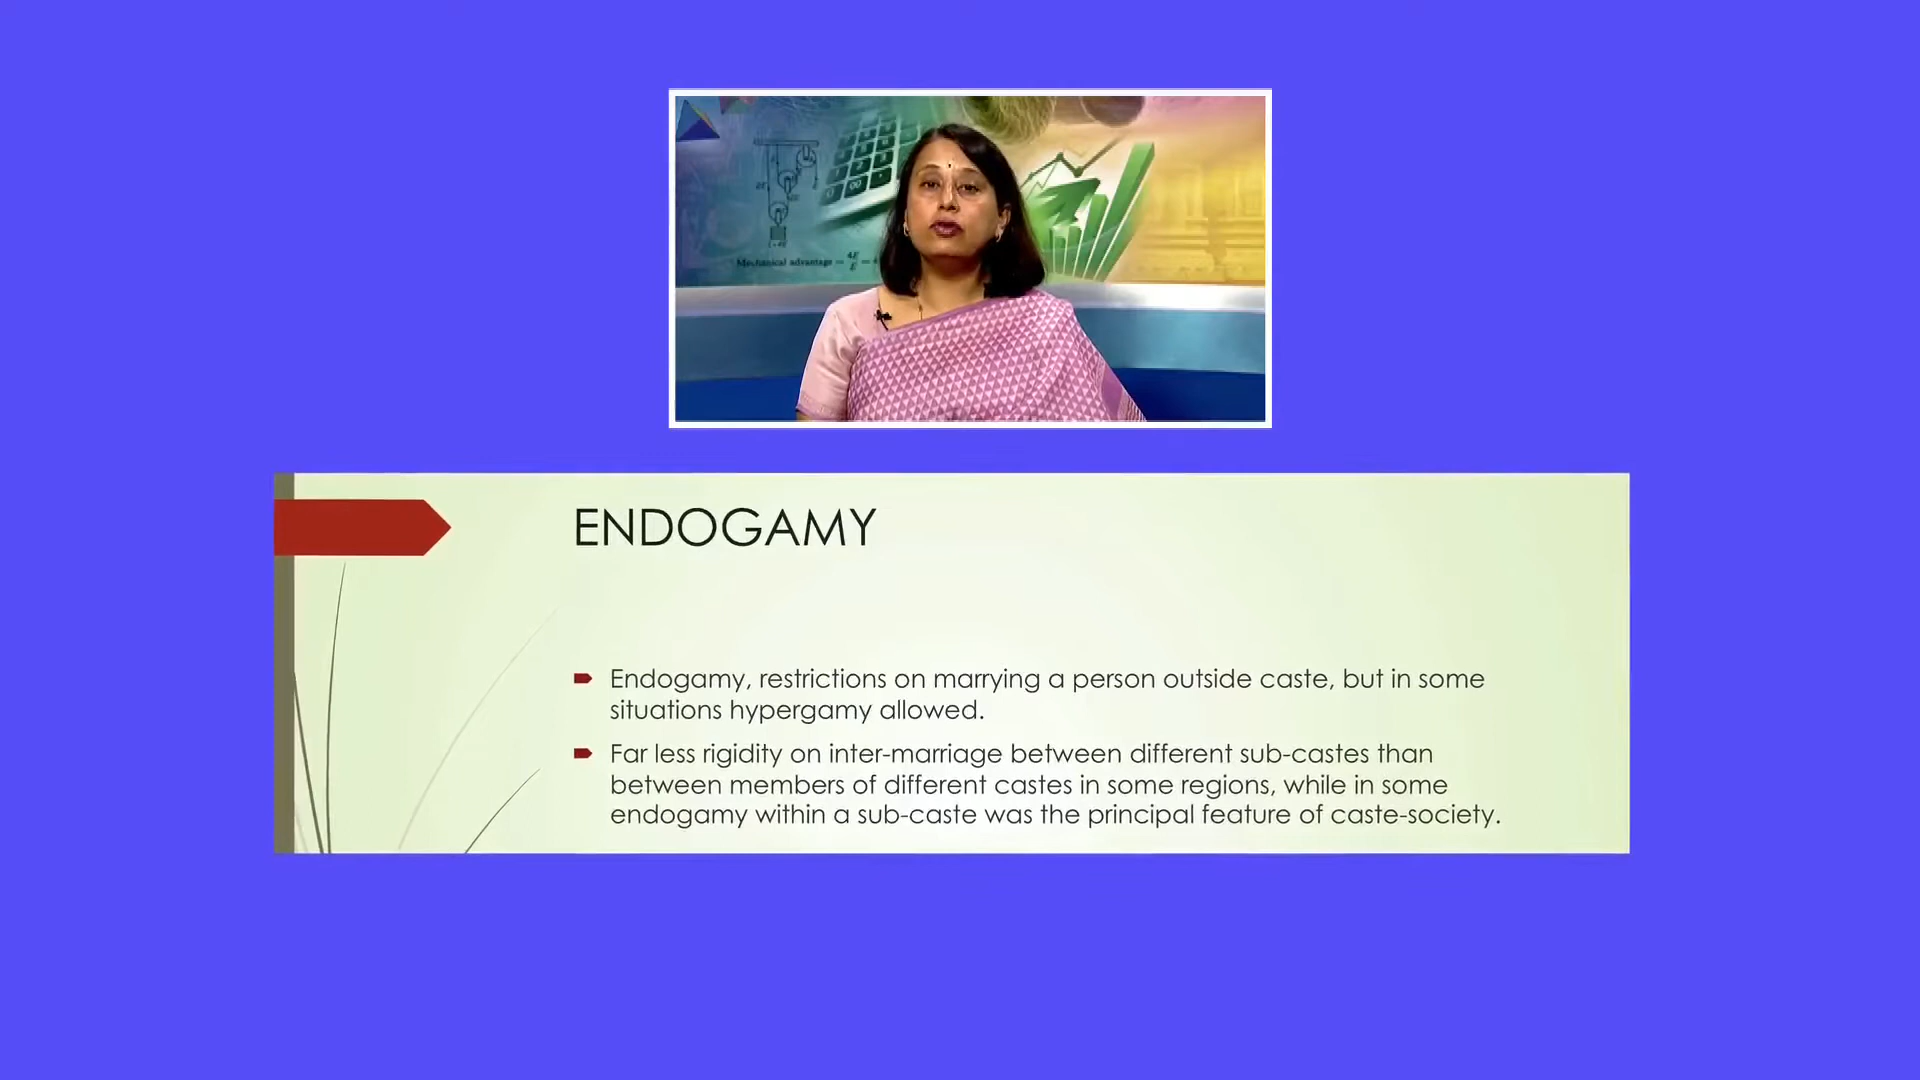 Mechanical advantage =
ENDOGAMY
Endogamy, restrictions on marrying a person outside caste, but in some
situations hypergamy allowed.
Far less rigidity on inter-marriage between different sub-castes than
between members of different castes in some regions, while in some
endogamy within a sub-caste was the principal feature of caste-society.